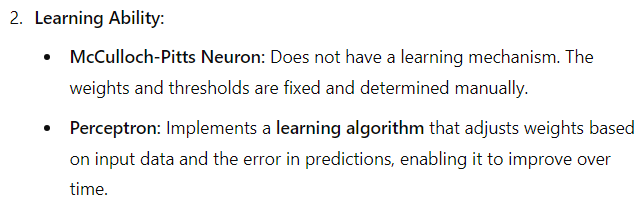 2. Learning Ability:
• McCulloch-Pitts Neuron: Does not have a learning mechanism. The
weights and thresholds are fixed and determined manually.
• Perceptron: Implements a learning algorithm that adjusts weights based
on input data and the error in predictions, enabling it to improve over
time.